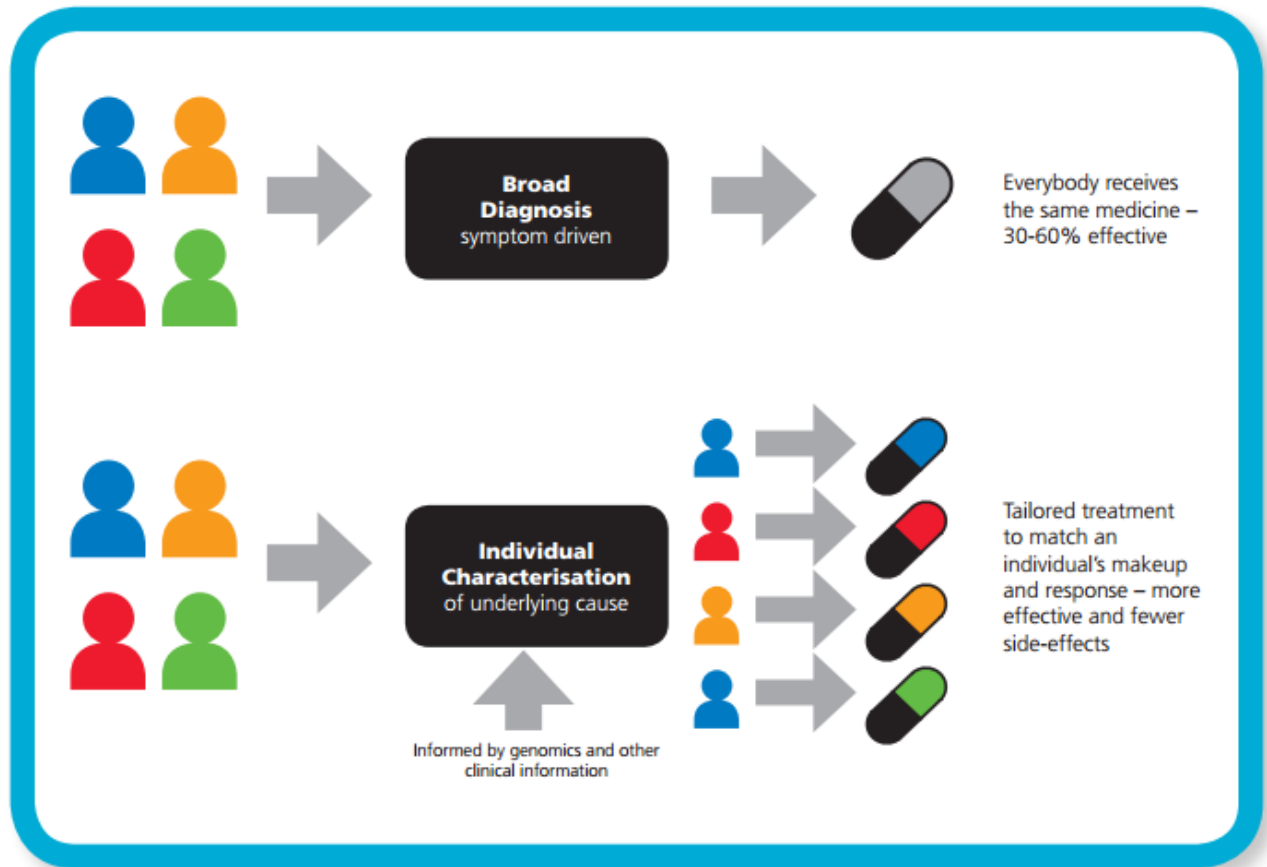 Broad
Diagnosis
symptom driven
Everybody receives
the same medicine –
30-60% effective
Individual
Characterisation
of underlying cause
Tailored treatment
to match an
individual's makeup
and response – more
effective and fewer
side-effects
Informed by genomics and other
clinical information